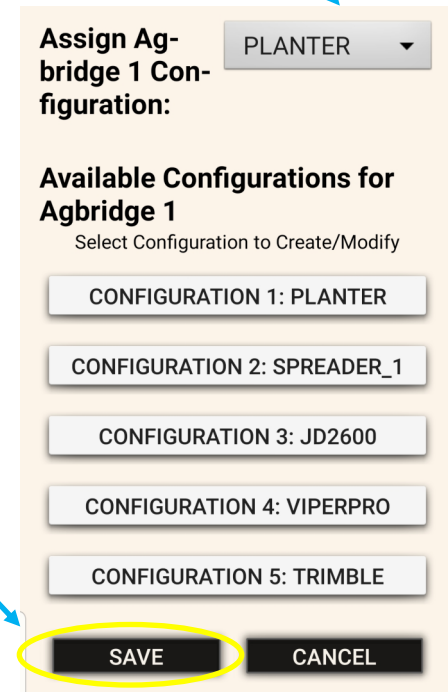 Assign Ag-
bridge 1 Con-
figuration:
PLANTER
Available Configurations for
Agbridge 1
Select Configuration to Create/Modify
CONFIGURATION 1: PLANTER
CONFIGURATION 2: SPREADER_1
CONFIGURATION 3: JD2600
CONFIGURATION 4: VIPERPRO
CONFIGURATION 5: TRIMBLE
SAVE
CANCEL